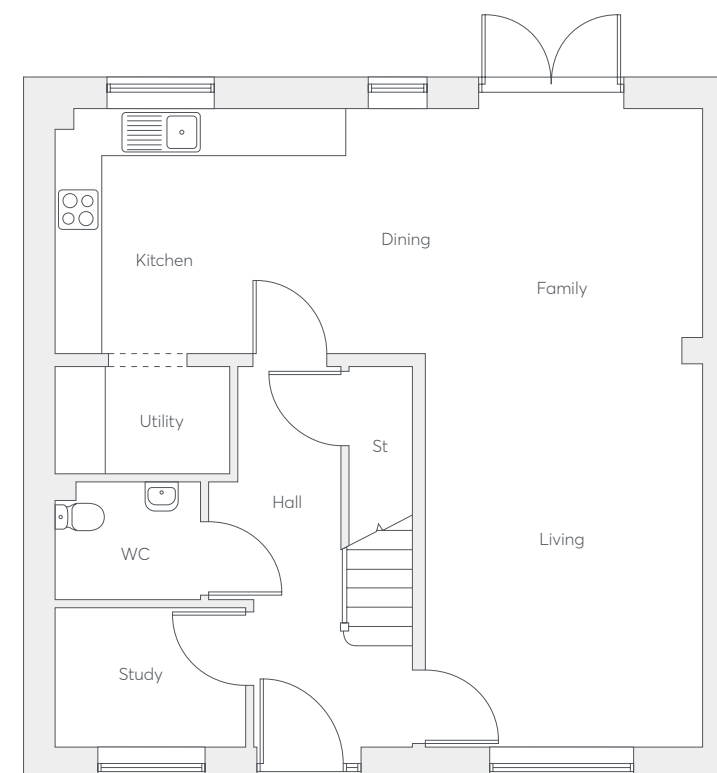 Dining
Kitchen
Family
Utility
St
Hall
Living
WC
Study